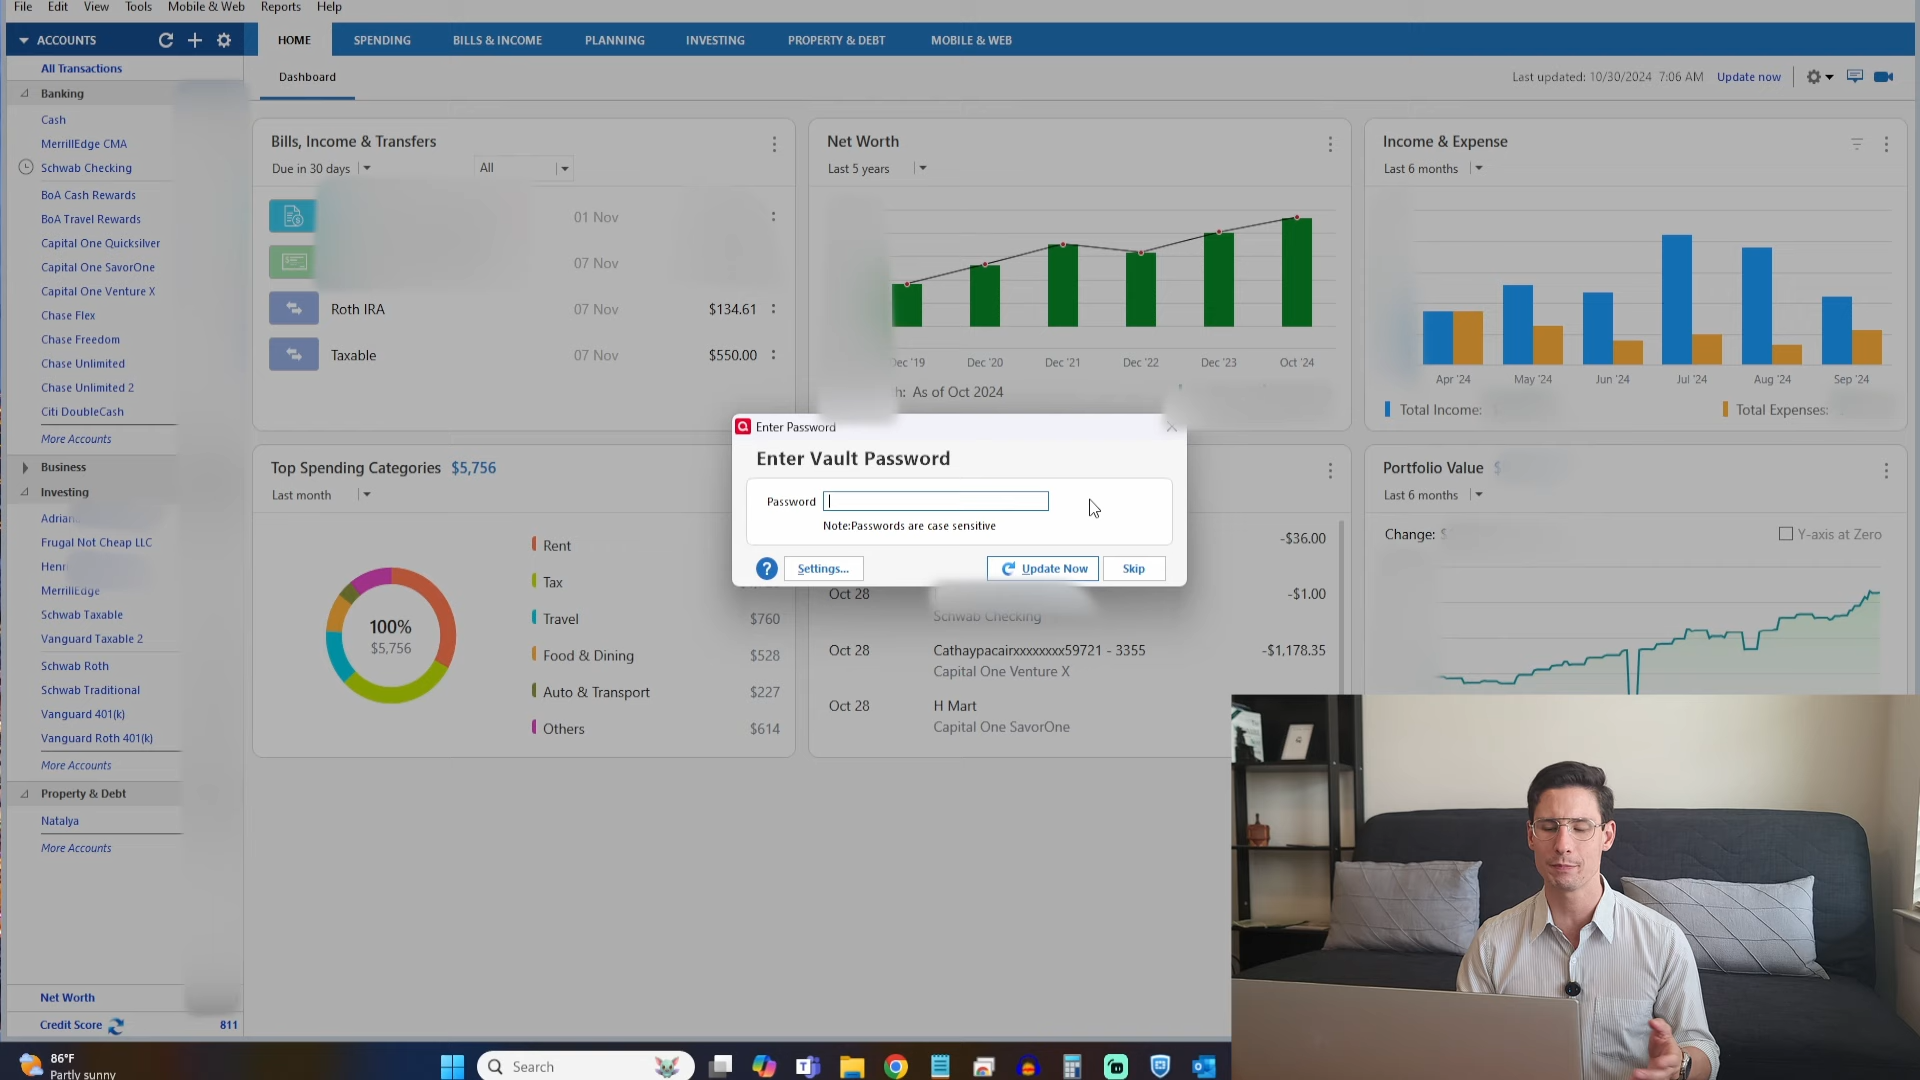 File Edit View Tools Mobile & Web Reports Help
ACCOUNTS
HOME SPENDING BILLS & INCOME PLANNING INVESTING PROPERTY & DEBT MOBILE & WEB
All Transactions
Banking
Cash
MerrillEdge CMA
Schwab Checking
BoA Cash Rewards
BoA Travel Rewards
Capital One Quicksilver
Capital One SavorOne
Capital One Venture X
Chase Flex
Chase Freedom
Chase Unlimited
Chase Unlimited 2
Citi DoubleCash
More Accounts
Business
Investing
Frugal Not Cheap LLC
MerrillEdge
Schwab Taxable
Vanguard Taxable 2
Schwab Roth
Schwab Traditional
Vanguard 401(k)
Vanguard Roth 401(k)
More Accounts
Property & Debt
Natalya
More Accounts
Net Worth
Credit Score 811
Dashboard
Last updated: 10/30/2024 7:06 AM Update now
Bills, Income & Transfers
Due in 30 days All
01 Nov
07 Nov
Roth IRA 07 Nov $134.61
Taxable 07 Nov $550.00
Net Worth
Last 5 years
Dec '19 Dec '20 Dec '21 Dec '22 Dec '23 Oct '24
As of Oct 2024
Income & Expense
Last 6 months
Apr '24 May '24 Jun '24 Jul '24 Aug '24 Sep '24
Total Income: Total Expenses:
Top Spending Categories $5,756
Last month
100%
$5,756
Rent
Tax
Travel $760
Food & Dining $528
Auto & Transport $227
Others $614
Enter Password
Enter Vault Password
Password
Note:Passwords are case sensitive
? Settings... Update Now Skip
-$36.00
Oct 28 -$1.00
Schwab Checking
Oct 28 Cathaypacairxxxxxxxx59721 - 3355 -$1,178.35
Capital One Venture X
Oct 28 H Mart
Capital One SavorOne
Portfolio Value $
Last 6 months
Change: $ Y-axis at Zero
86°F
Partly sunny
Search